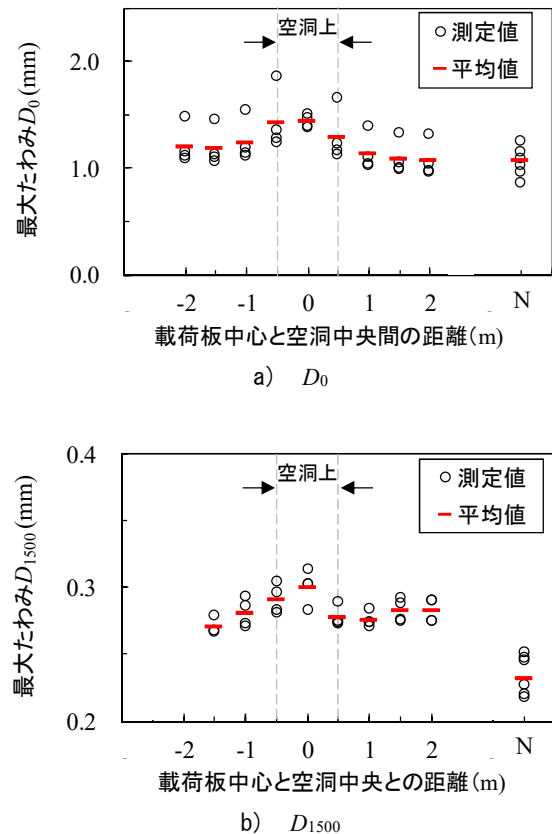 空洞上
測定値
平均値
最大たわみD0 (mm)
2.0
1.0
0.0
-2 -1 0 1 2 N
載荷板中心と空洞中央間の距離(m)
a) D0
空洞上
測定値
平均値
最大たわみD1500 (mm)
0.4
0.3
0.2
-2 -1 0 1 2 N
載荷板中心と空洞中央との距離(m)
b) D1500